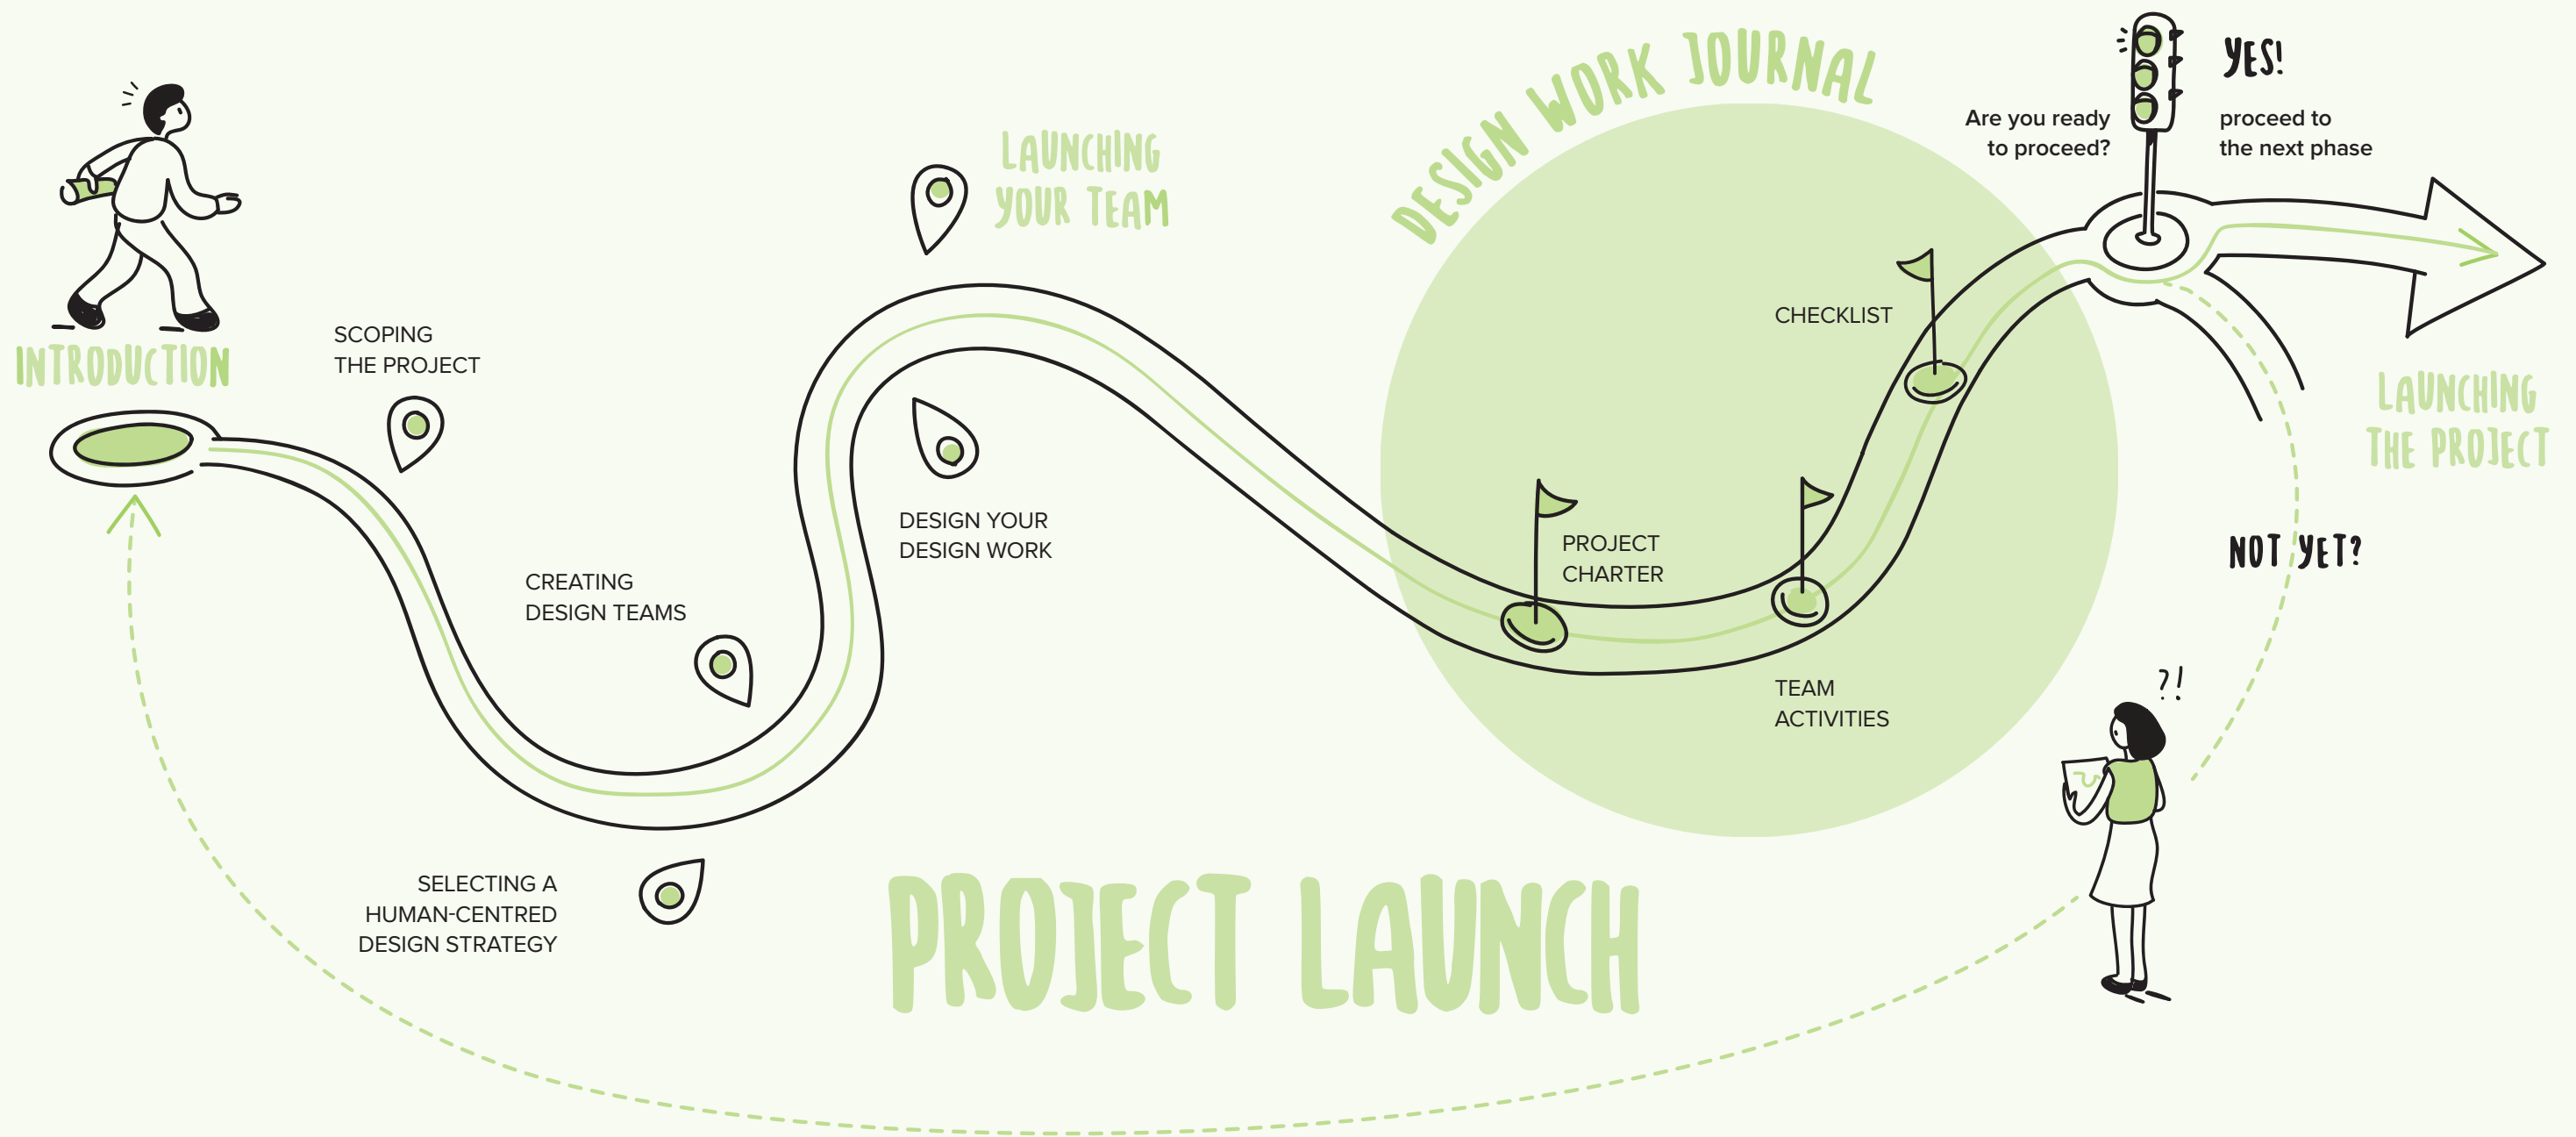 INTRODUCTION
SCOPING
THE PROJECT
CREATING
DESIGN TEAMS
SELECTING A
HUMAN-CENTRED
DESIGN STRATEGY
LAUNCHING
YOUR TEAM
DESIGN YOUR
DESIGN WORK
DESIGN WORK JOURNAL
PROJECT
CHARTER
TEAM
ACTIVITIES
CHECKLIST
Are you ready
to proceed?
YES!
proceed to
the next phase
LAUNCHING
THE PROJECT
NOT YET?
?!
PROJECT LAUNCH